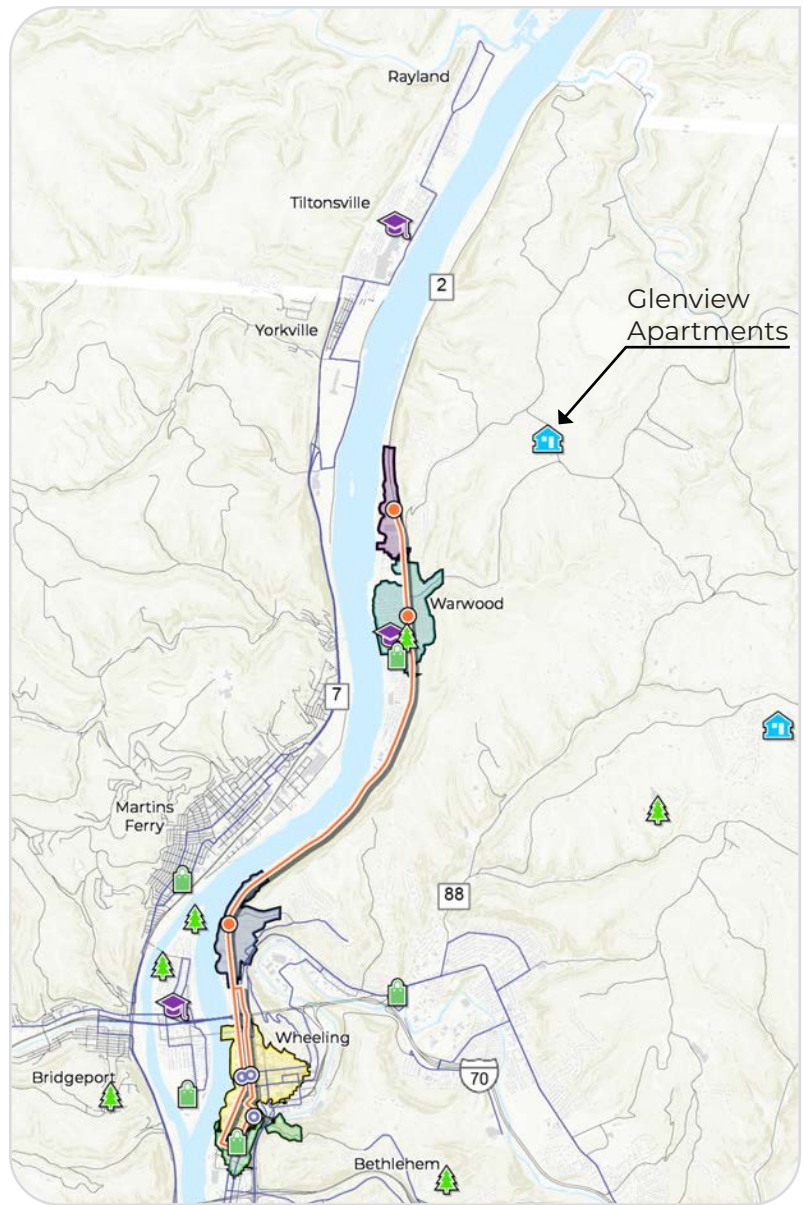 Rayland
Tiltonsville
2
Glenview
Apartments
Yorkville
Warwood
7
Martins
Ferry
88
Wheeling
70
Bridgeport
Bethlehem